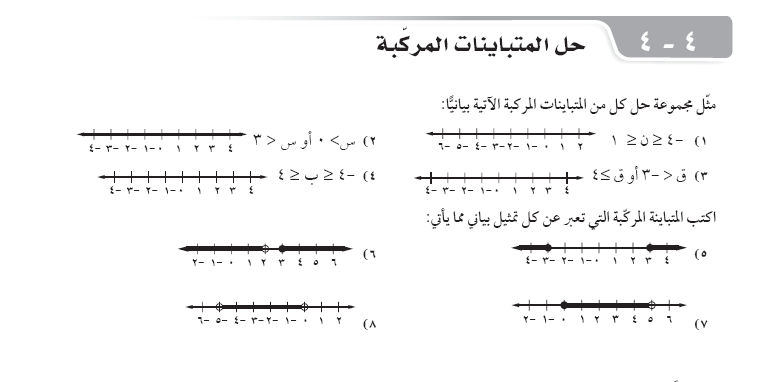 ٤ - ٤
حل المتباينات المركّبة
مثّل مجموعة حل كل من المتباينات المركبة الآتية بيانيًّا:
١) -٤ ≤ ن ≤ ١
-٦ -٥ -٤ -٣ -٢ -١ ٠ ١ ٢
٢) س> ٠ أو س < ٣
-٤ -٣ -٢ -١ ٠ ١ ٢ ٣ ٤
٣) ق < -٣ أو ق ≥ ٤
-٤ -٣ -٢ -١ ٠ ١ ٢ ٣ ٤
٤) -٤ ≤ ب ≤ ٤
-٤ -٣ -٢ -١ ٠ ١ ٢ ٣ ٤
اكتب المتباينة المركّبة التي تعبر عن كل تمثيل بياني مما يأتي:
٥)
-٤ -٣ -٢ -١ ٠ ١ ٢ ٣ ٤
٦)
-٢ -١ ٠ ١ ٢ ٣ ٤ ٥ ٦
٧)
-٢ -١ ٠ ١ ٢ ٣ ٤ ٥ ٦
٨)
-٦ -٥ -٤ -٣ -٢ -١ ٠ ١ ٢